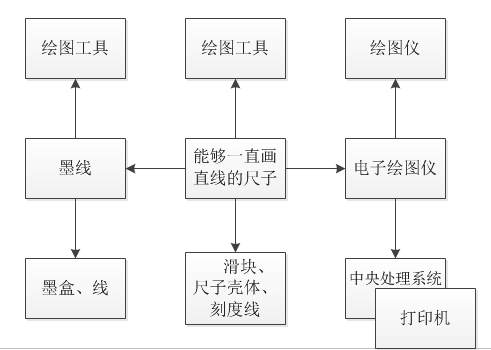 绘图工具
绘图工具
绘图仪
墨线
能够一直画
直线的尺子
电子绘图仪
墨盒、线
滑块、
尺子壳体、
刻度线
中央处理系统
打印机